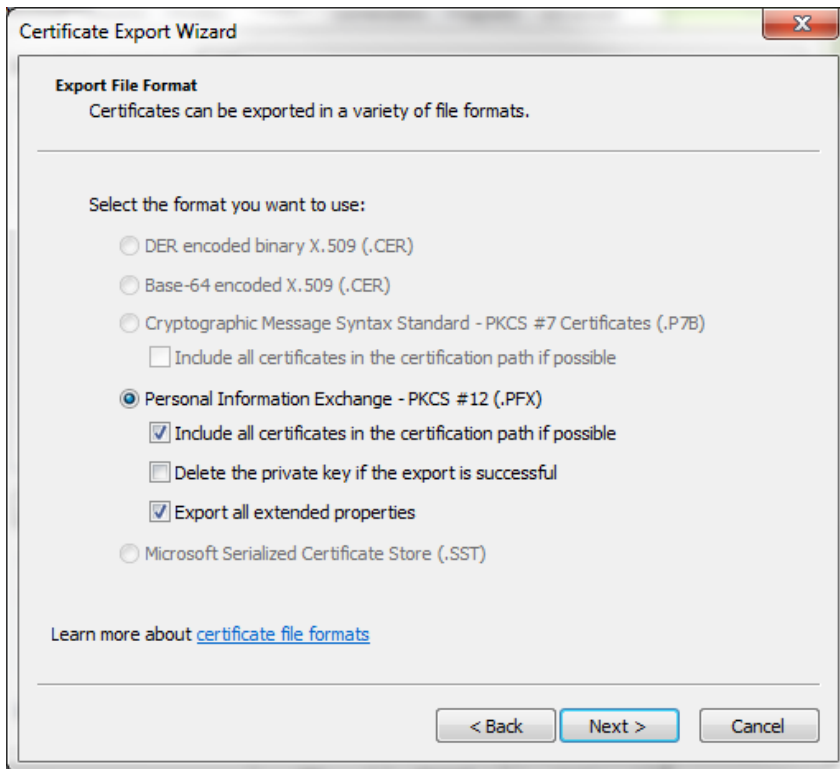 Certificate Export Wizard
Export File Format
Certificates can be exported in a variety of file formats.
Select the format you want to use:
DER encoded binary X.509 (.CER)
Base-64 encoded X.509 (.CER)
Cryptographic Message Syntax Standard - PKCS #7 Certificates (.P7B)
Include all certificates in the certification path if possible
Personal Information Exchange - PKCS #12 (.PFX)
Include all certificates in the certification path if possible
Delete the private key if the export is successful
Export all extended properties
Microsoft Serialized Certificate Store (.SST)
Learn more about certificate file formats
< Back Next > Cancel